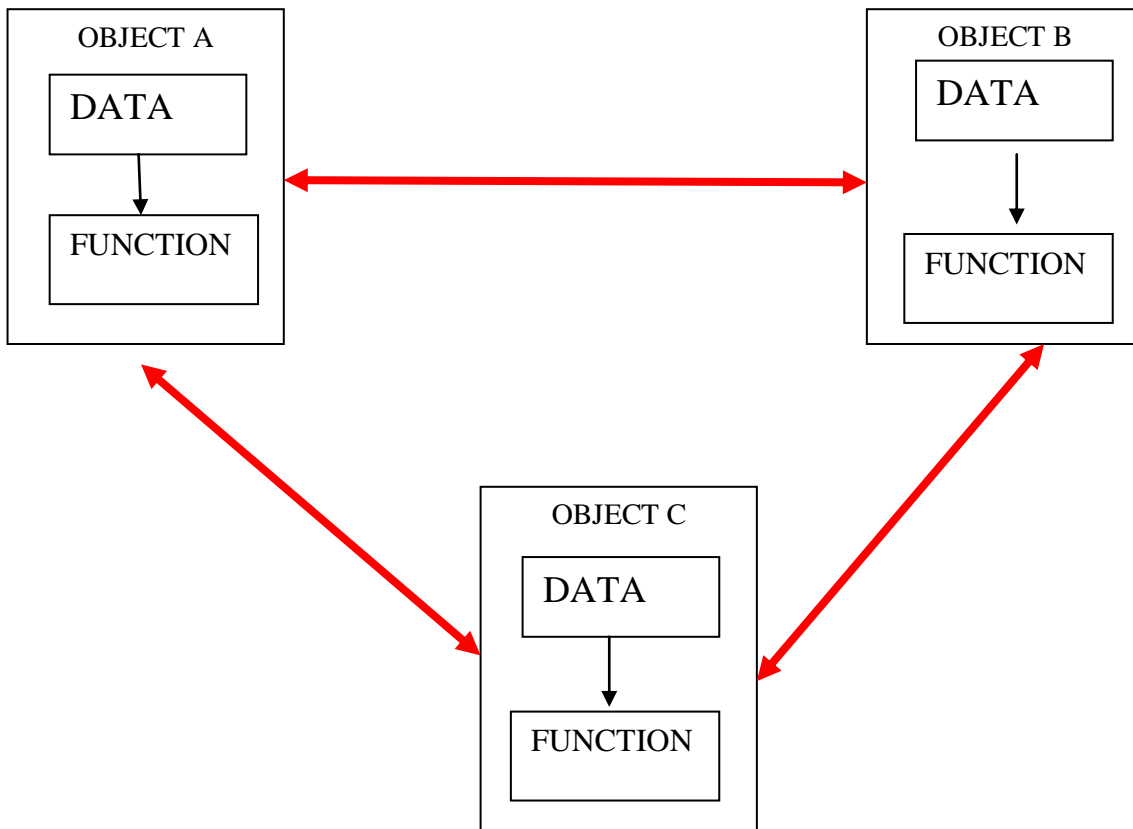 OBJECT A
DATA
FUNCTION
OBJECT B
DATA
FUNCTION
OBJECT C
DATA
FUNCTION